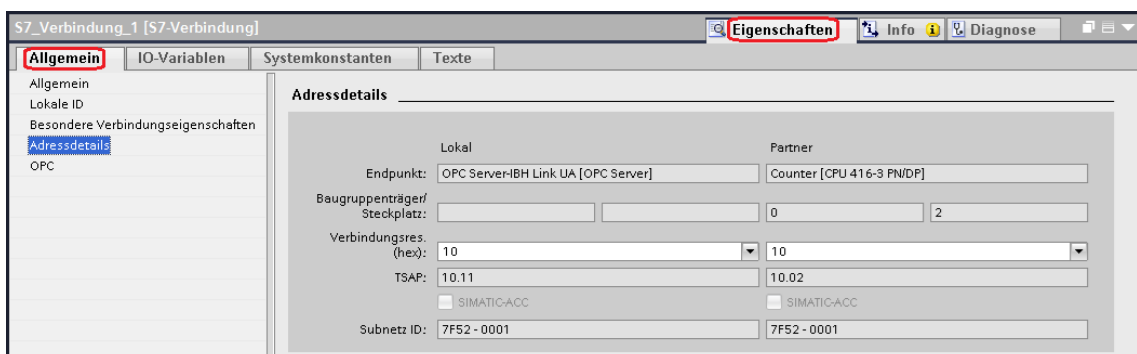 S7_Verbindung_1 [S7-Verbindung]
Eigenschaften Info Diagnose
Allgemein IO-Variablen Systemkonstanten Texte
Allgemein
Lokale ID
Besondere Verbindungseigenschaften
Adressdetails
OPC
Adressdetails
Lokal Partner
Endpunkt: OPC Server-IBH Link UA [OPC Server] Counter [CPU 416-3 PN/DP]
Baugruppenträger/
Steckplatz: 0 2
Verbindungsres.
(hex): 10 10
TSAP: 10.11 10.02
SIMATIC-ACC SIMATIC-ACC
Subnetz ID: 7F52 - 0001 7F52 - 0001